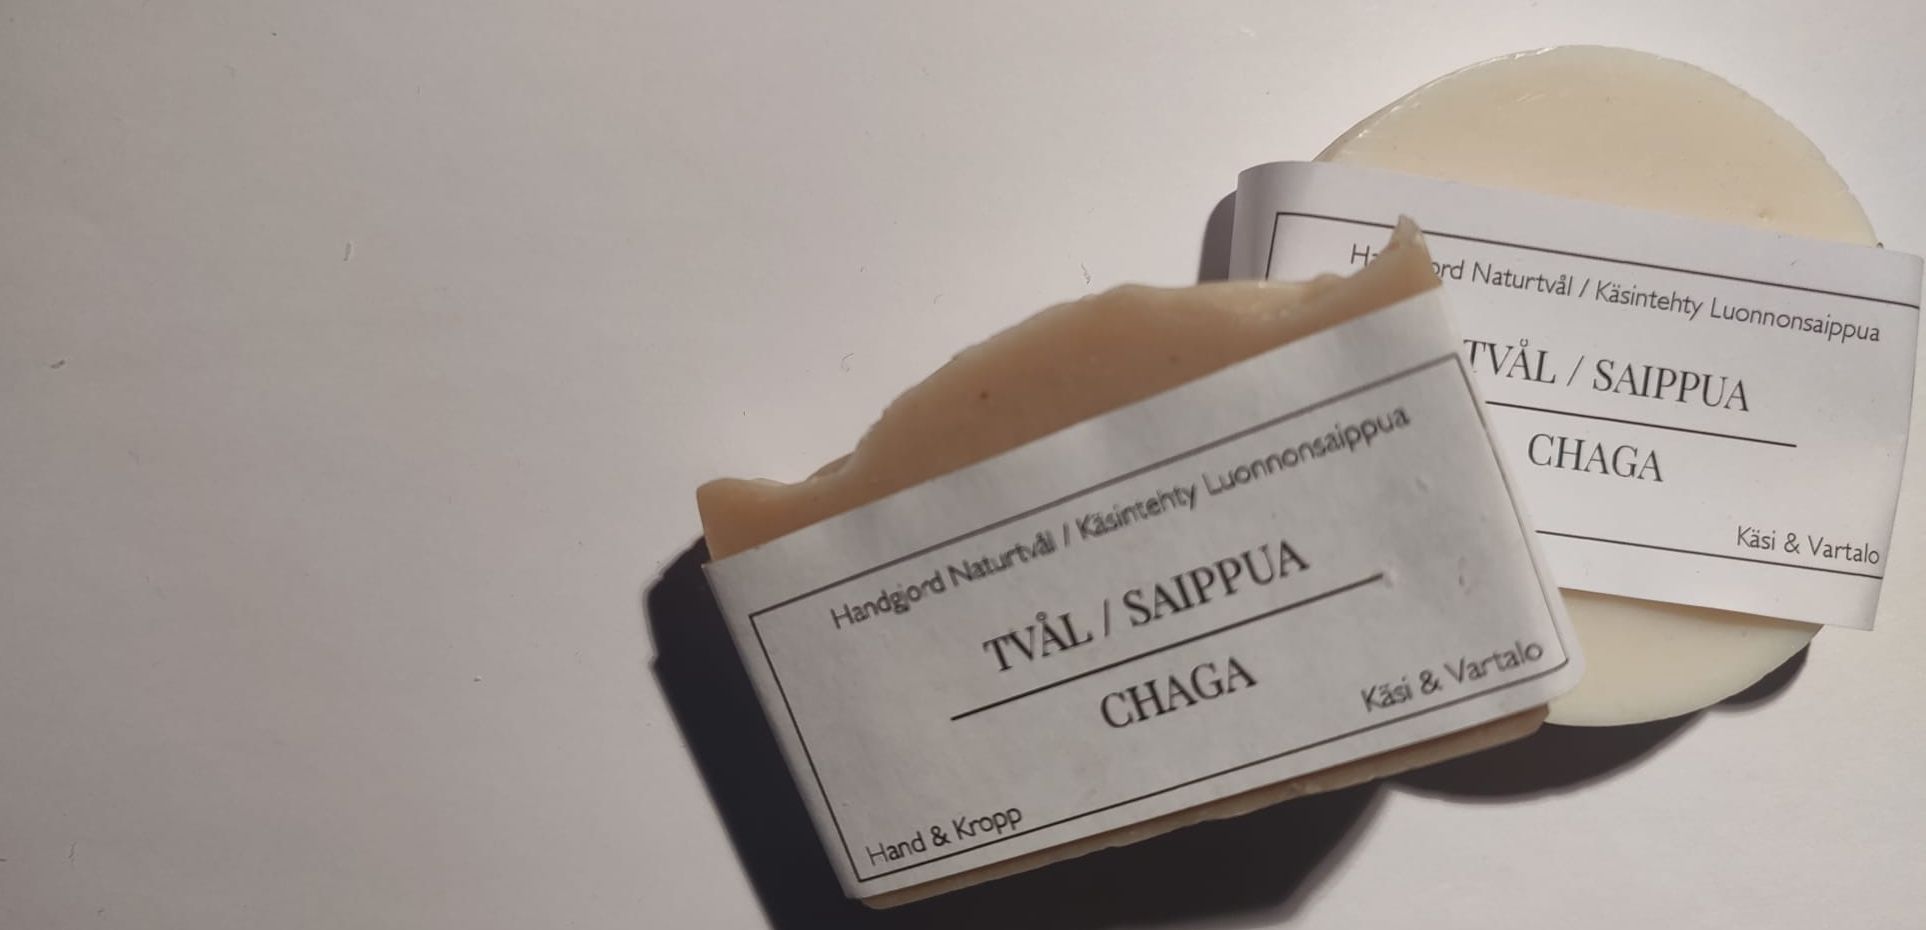 Handgjord Naturtvål / Käsintehty Luonnonsaippua
TVÅL / SAIPPUA
CHAGA
Käsi & Vartalo
Hand & Kropp
Naturtvål / Käsintehty Luonnonsaippua
TVÅL / SAIPPUA
CHAGA
Käsi & Vartalo